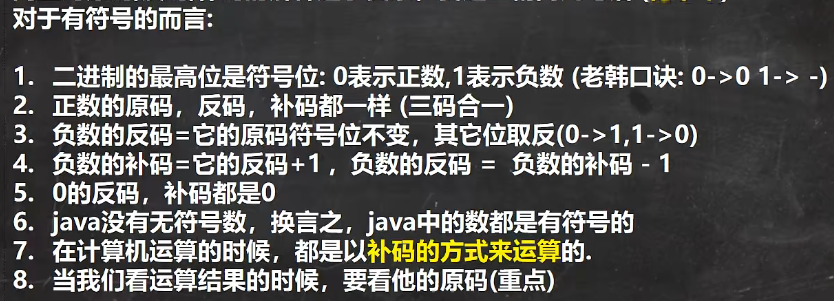 对于有符号的而言:
1. 二进制的最高位是符号位: 0表示正数,1表示负数 (老韩口诀: 0->0 1-> -)
2. 正数的原码，反码，补码都一样 (三码合一)
3. 负数的反码=它的原码符号位不变，其它位取反(0->1,1->0)
4. 负数的补码=它的反码+1 ，负数的反码 = 负数的补码 - 1
5. 0的反码，补码都是0
6. java没有无符号数，换言之，java中的数都是有符号的
7. 在计算机运算的时候，都是以补码的方式来运算的.
8. 当我们看运算结果的时候，要看他的原码(重点)